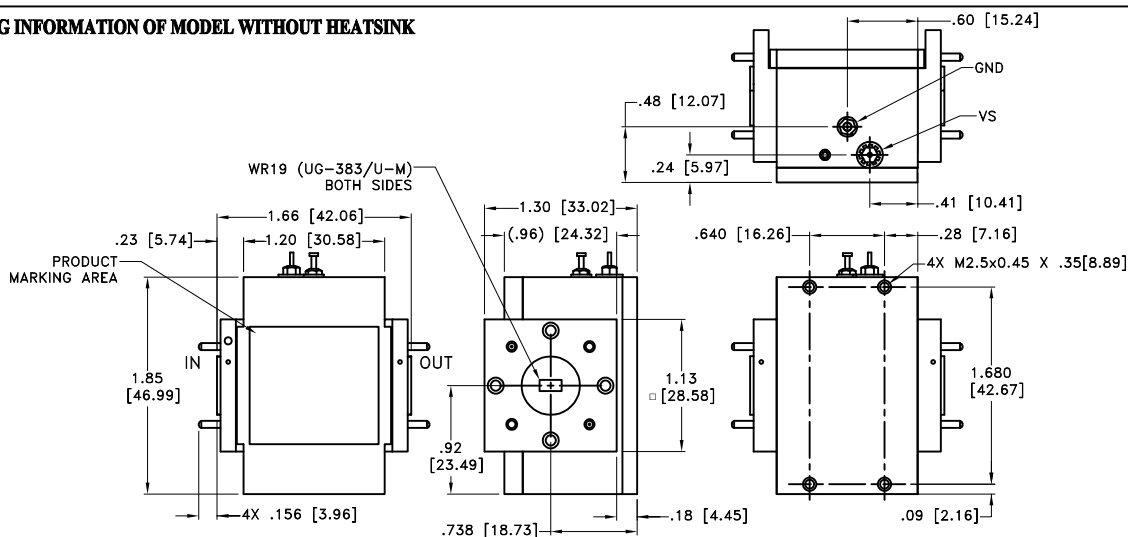 G INFORMATION OF MODEL WITHOUT HEATSINK
.60 [15.24]
GND
.48 [12.07]
VS
.24 [5.97]
.41 [10.41]
WR19 (UG-383/U-M)
BOTH SIDES
1.66 [42.06]
1.30 [33.02]
.23 [5.74]
1.20 [30.58]
(.96) [24.32]
.640 [16.26]
.28 [7.16]
PRODUCT
MARKING AREA
4X M2.5x0.45 X .35[8.89]
IN
OUT
1.85
[46.99]
1.13
□ [28.58]
1.680
[42.67]
.92
[23.49]
4X .156 [3.96]
.738 [18.73]
.18 [4.45]
.09 [2.16]